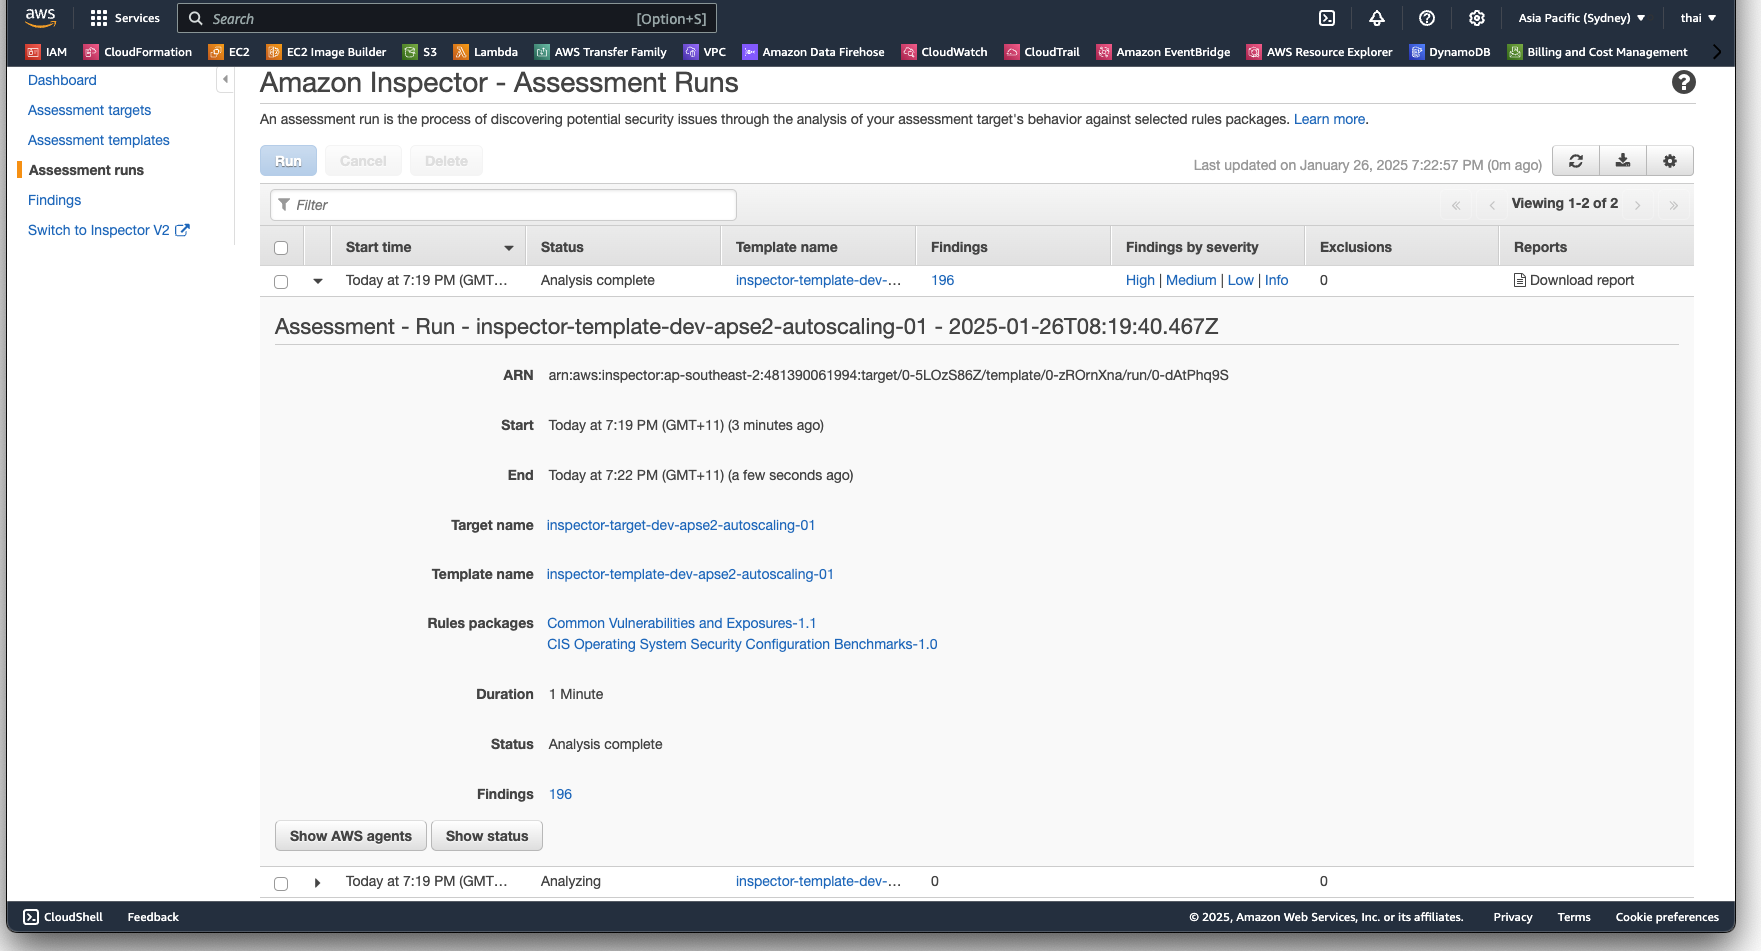 aws Services Search [Option+S] Asia Pacific (Sydney) thai
IAM CloudFormation EC2 EC2 Image Builder S3 Lambda AWS Transfer Family VPC Amazon Data Firehose CloudWatch CloudTrail Amazon EventBridge AWS Resource Explorer DynamoDB Billing and Cost Management
Dashboard
Assessment targets
Assessment templates
Assessment runs
Findings
Switch to Inspector V2
Amazon Inspector - Assessment Runs
An assessment run is the process of discovering potential security issues through the analysis of your assessment target's behavior against selected rules packages. Learn more.
Run Cancel Delete Last updated on January 26, 2025 7:22:57 PM (0m ago)
Filter « ‹ Viewing 1-2 of 2 › »
Start time Status Template name Findings Findings by severity Exclusions Reports
Today at 7:19 PM (GMT... Analysis complete inspector-template-dev-... 196 High | Medium | Low | Info 0 Download report
Assessment - Run - inspector-template-dev-apse2-autoscaling-01 - 2025-01-26T08:19:40.467Z
ARN arn:aws:inspector:ap-southeast-2:481390061994:target/0-5LOzS86Z/template/0-zROrnXna/run/0-dAtPhq9S
Start Today at 7:19 PM (GMT+11) (3 minutes ago)
End Today at 7:22 PM (GMT+11) (a few seconds ago)
Target name inspector-target-dev-apse2-autoscaling-01
Template name inspector-template-dev-apse2-autoscaling-01
Rules packages Common Vulnerabilities and Exposures-1.1
CIS Operating System Security Configuration Benchmarks-1.0
Duration 1 Minute
Status Analysis complete
Findings 196
Show AWS agents Show status
Today at 7:19 PM (GMT... Analyzing inspector-template-dev-... 0 0
CloudShell Feedback © 2025, Amazon Web Services, Inc. or its affiliates. Privacy Terms Cookie preferences